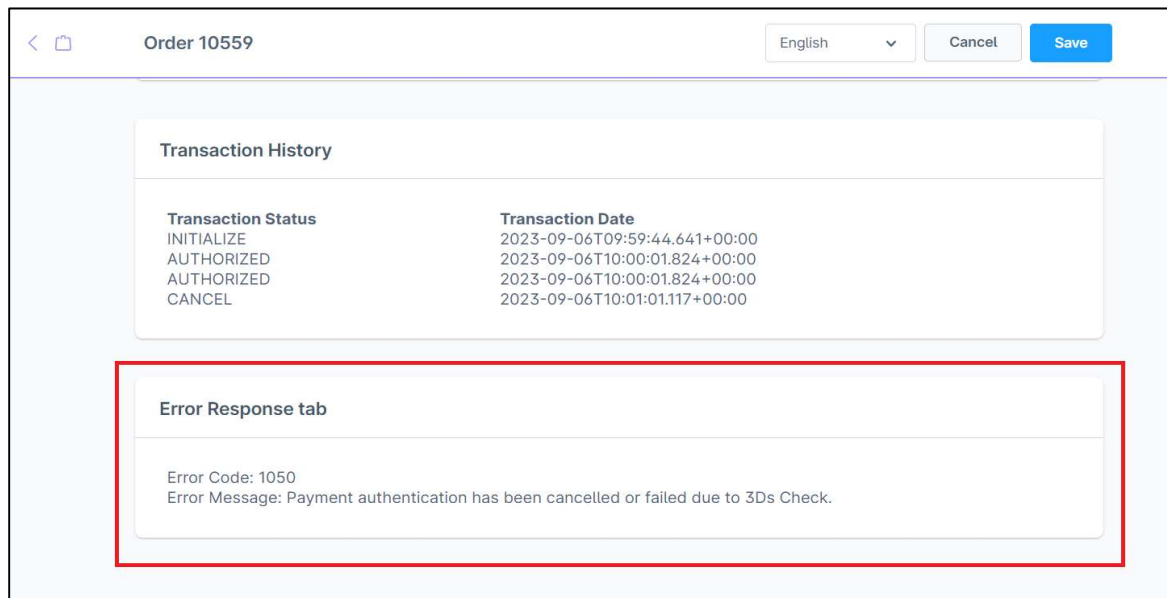 Order 10559
English
Cancel
Save
Transaction History
Transaction Status Transaction Date
INITIALIZE 2023-09-06T09:59:44.641+00:00
AUTHORIZED 2023-09-06T10:00:01.824+00:00
AUTHORIZED 2023-09-06T10:00:01.824+00:00
CANCEL 2023-09-06T10:01:01.117+00:00
Error Response tab
Error Code: 1050
Error Message: Payment authentication has been cancelled or failed due to 3Ds Check.